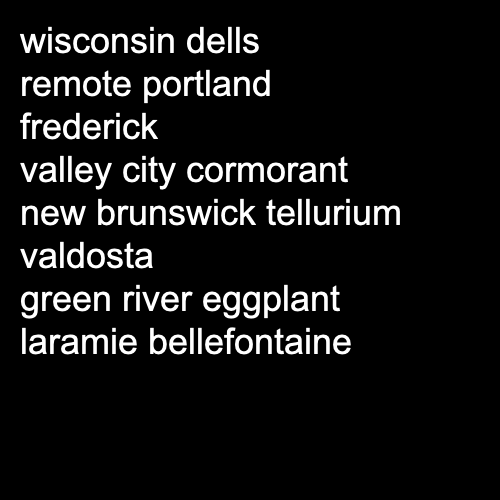 wisconsin dells
remote portland
frederick
valley city cormorant
new brunswick tellurium
valdosta
green river eggplant
laramie bellefontaine